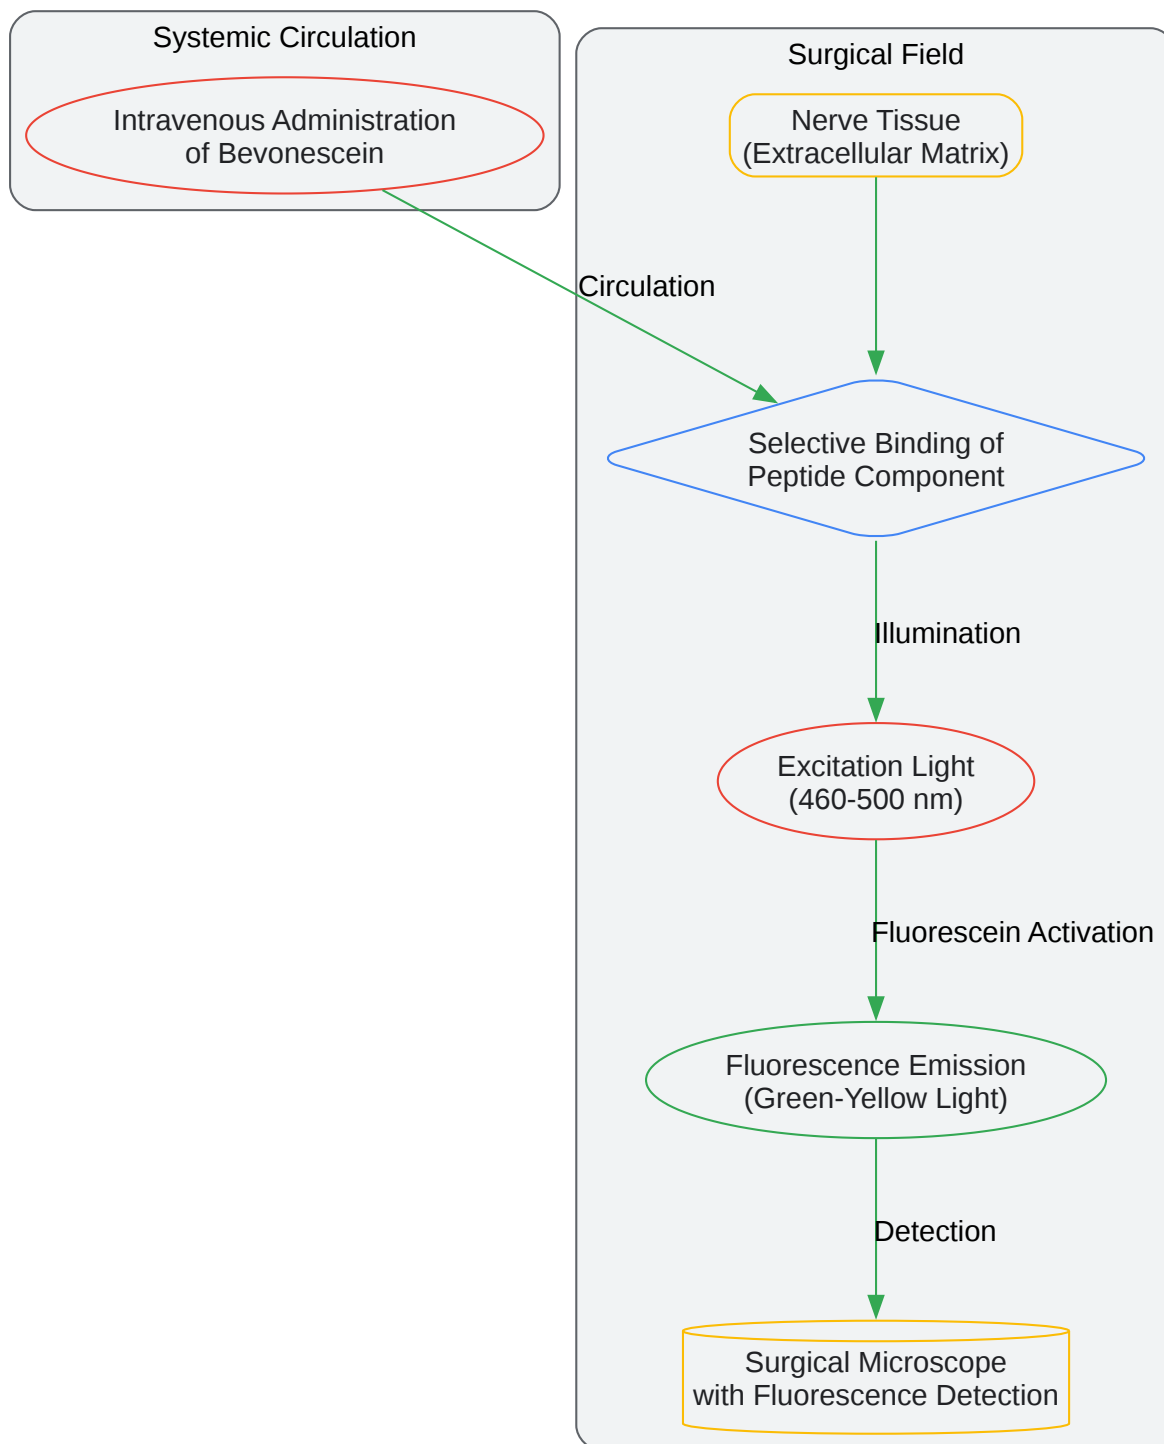 Systemic Circulation
Intravenous Administration
of Bevonescein
Surgical Field
Nerve Tissue
(Extracellular Matrix)
Circulation
Selective Binding of
Peptide Component
Illumination
Excitation Light
(460-500 nm)
Fluorescein Activation
Fluorescence Emission
(Green-Yellow Light)
Detection
Surgical Microscope
with Fluorescence Detection